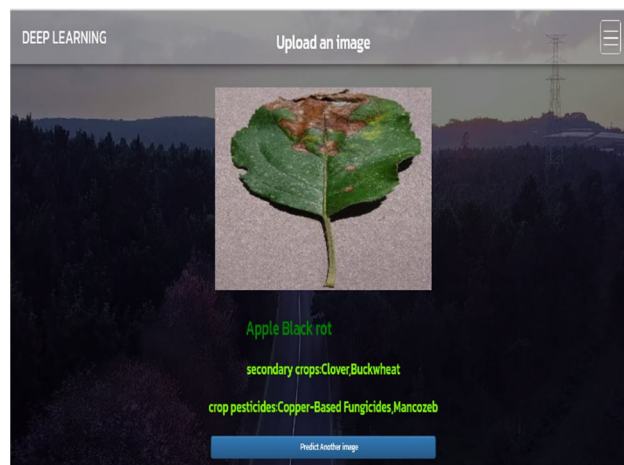 DEEP LEARNING
Upload an image
Apple Black rot
secondary crops:Clover,Buckwheat
crop pesticides:Copper-Based Fungicides,Mancozeb
Predict Another image